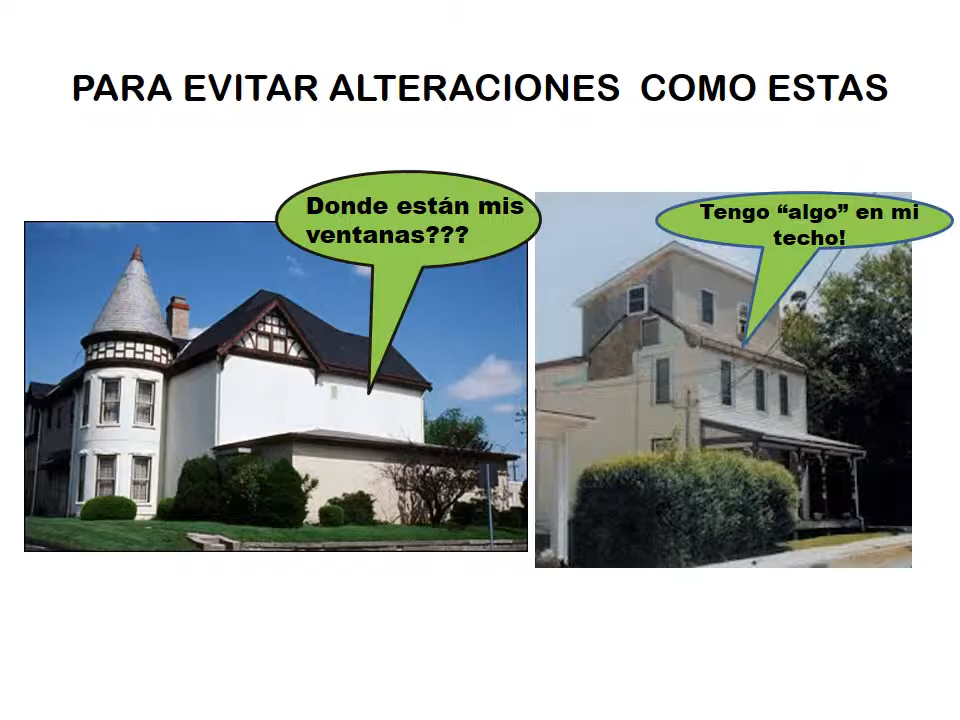 PARA EVITAR ALTERACIONES COMO ESTAS
Donde están mis
ventanas???
Tengo “algo” en mi
techo!